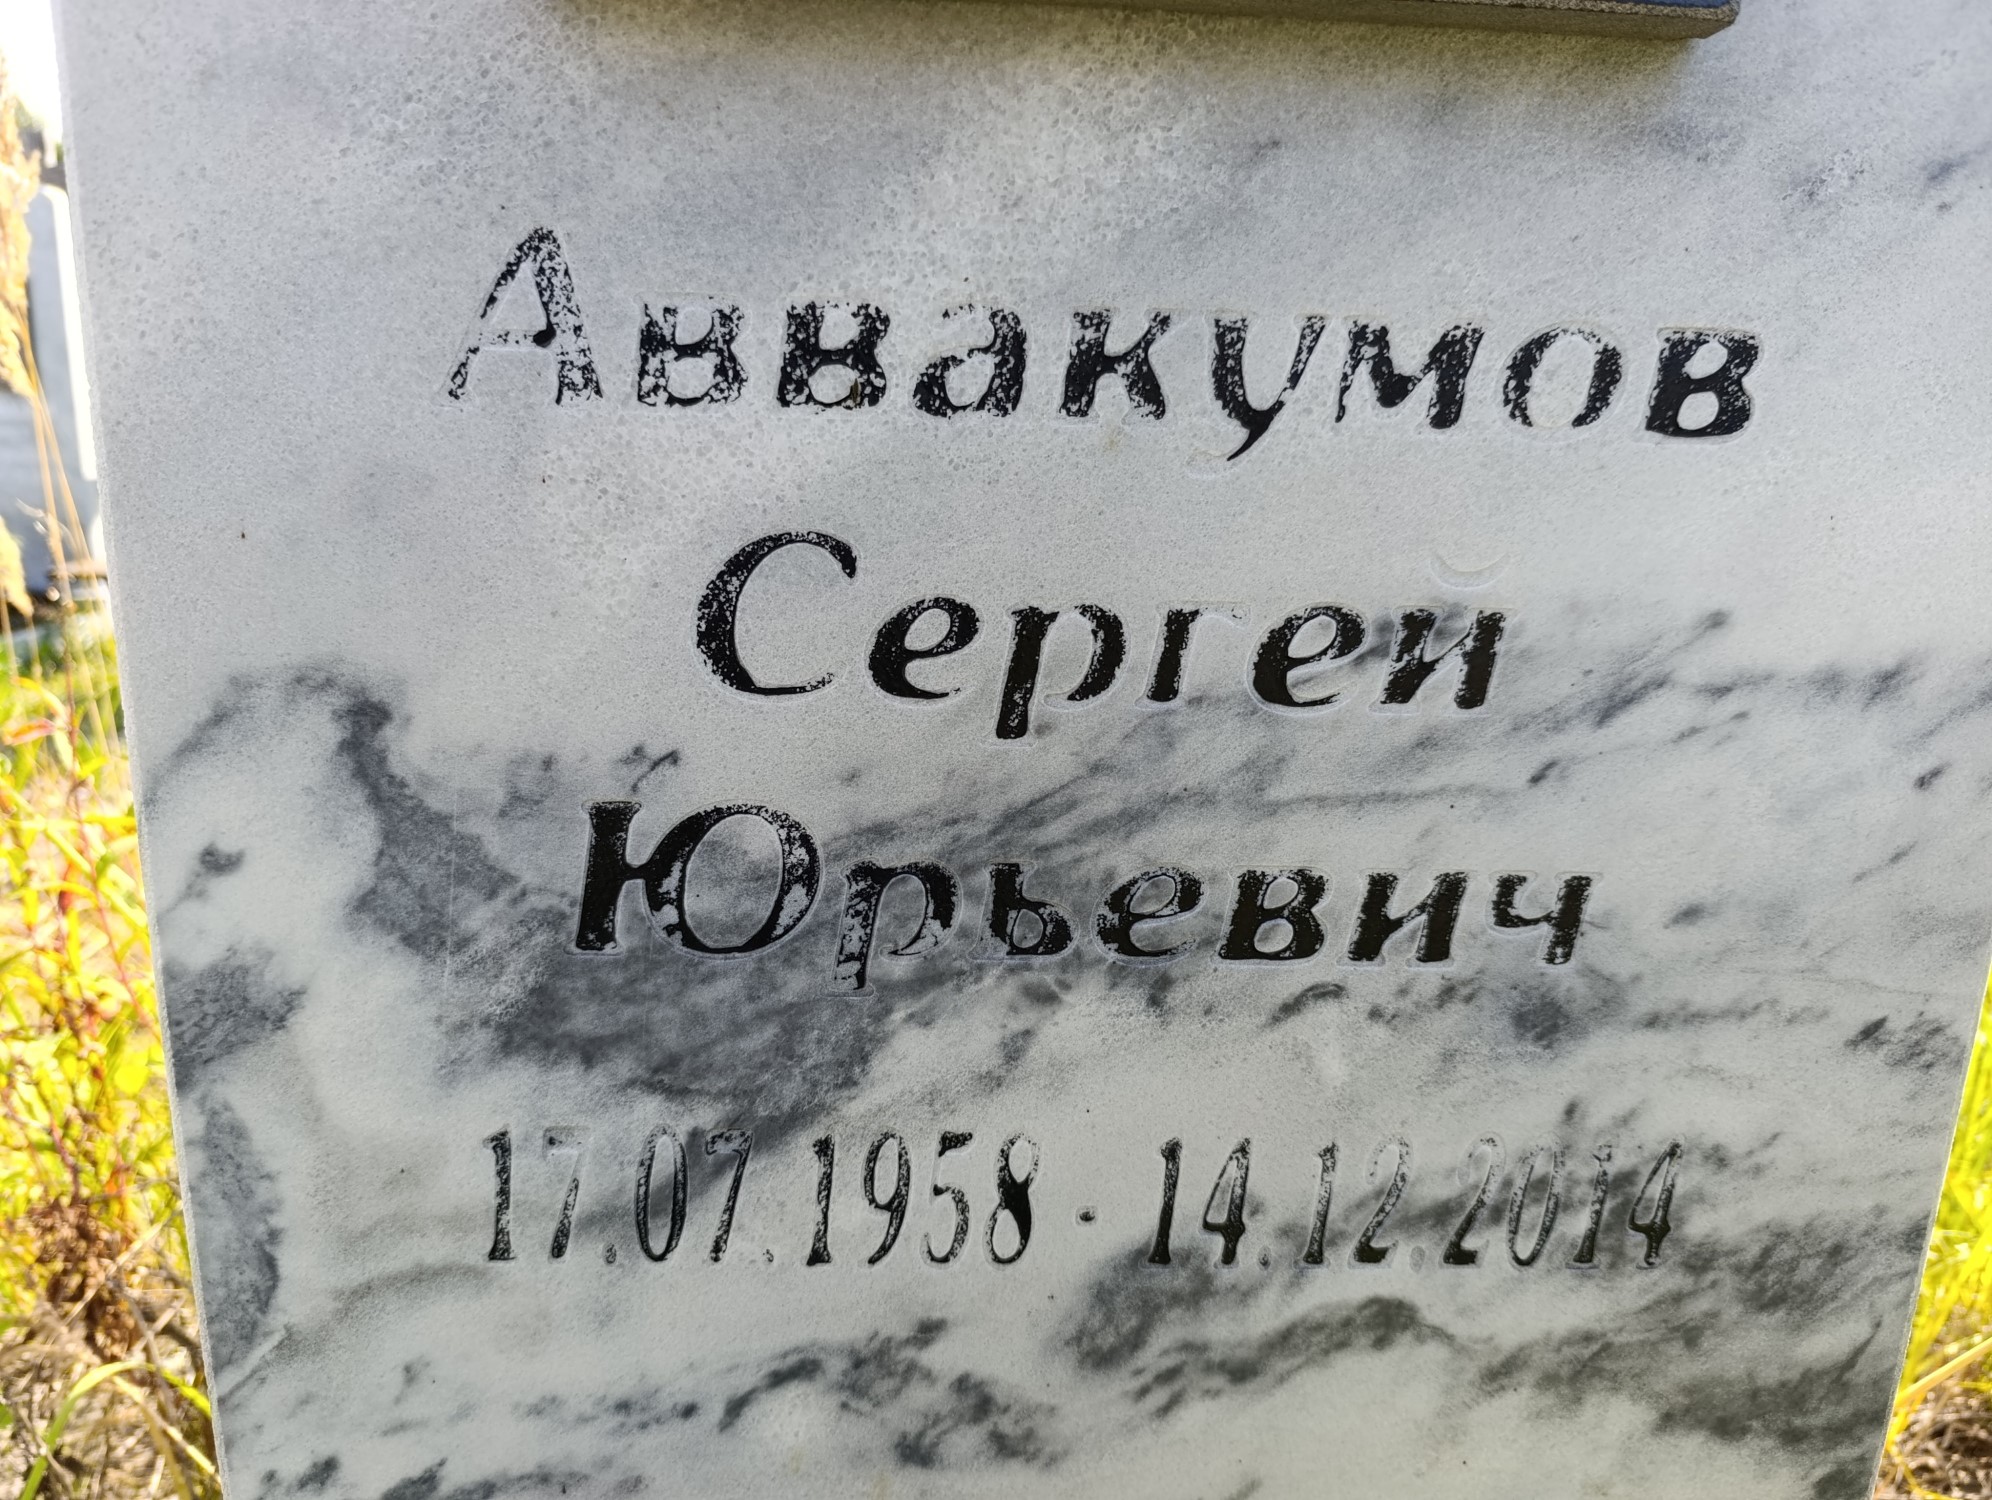 Аввакумов
Сергей
Юрьевич
17.07.1958 - 14.12.2014